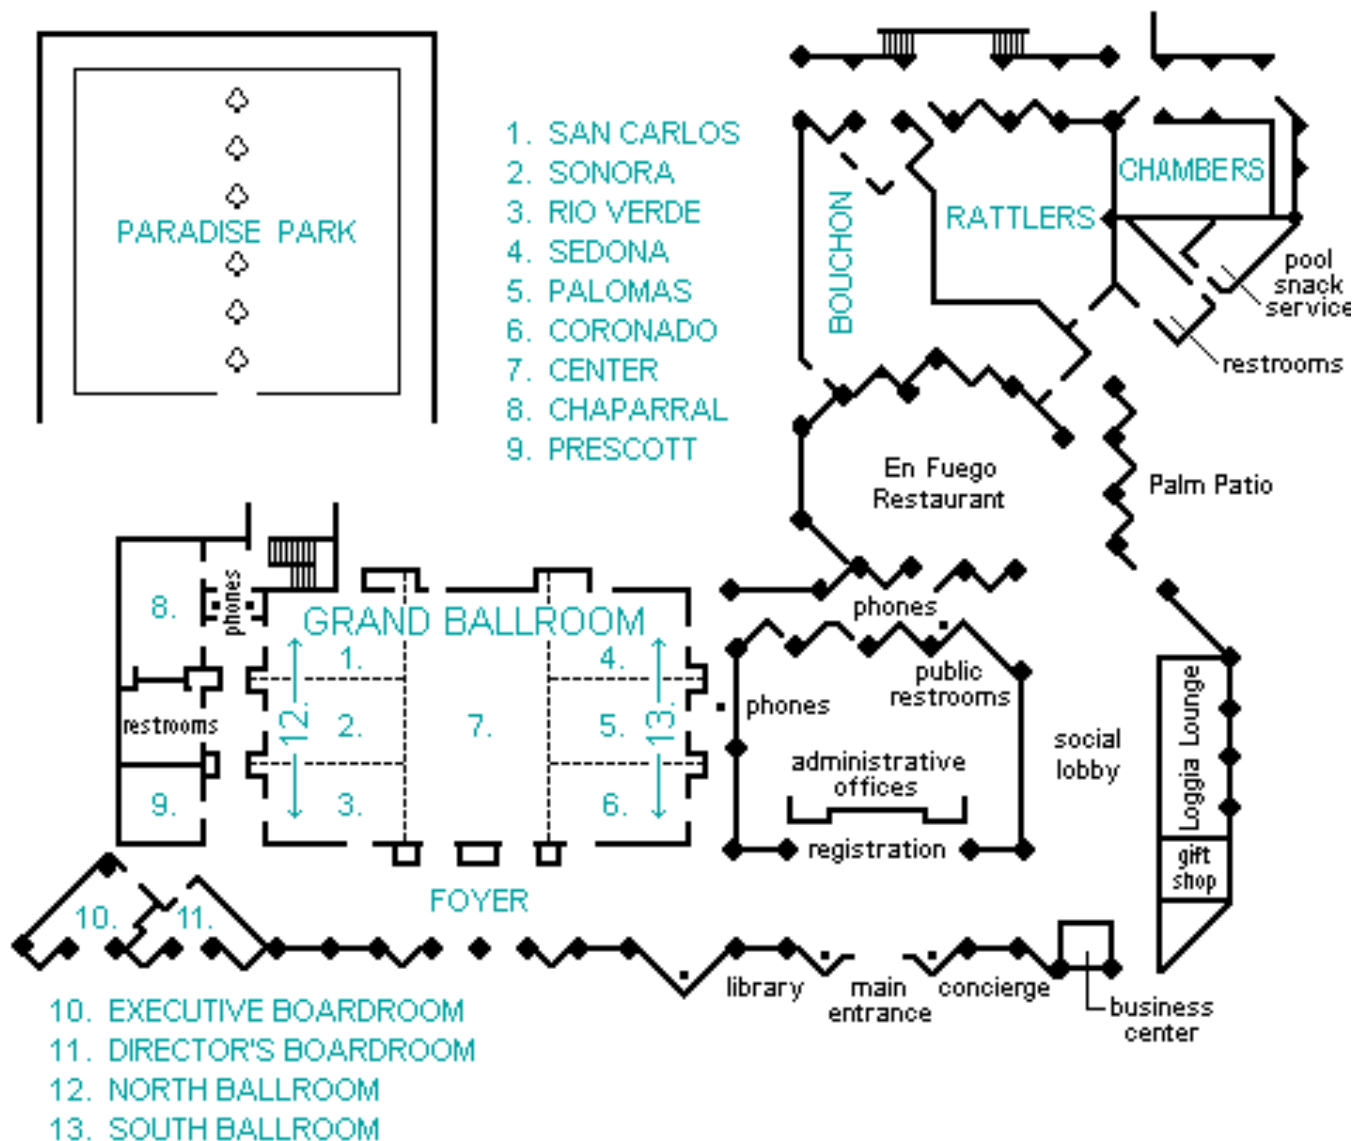 PARADISE PARK
1. SAN CARLOS
2. SONORA
3. RIO VERDE
4. SEDONA
5. PALOMAS
6. CORONADO
7. CENTER
8. CHAPARRAL
9. PRESCOTT
BOUCHON
RATTLERS
CHAMBERS
pool
snack
service
restrooms
En Fuego
Restaurant
Palm Patio
8.
phones
GRAND BALLROOM
1.
4.
restrooms
12.
2.
7.
5.
13.
9.
3.
6.
phones
public
restrooms
phones
administrative
offices
registration
social
lobby
Loggia Lounge
gift
shop
FOYER
10.
11.
library
main
entrance
concierge
business
center
10. EXECUTIVE BOARDROOM
11. DIRECTOR'S BOARDROOM
12. NORTH BALLROOM
13. SOUTH BALLROOM